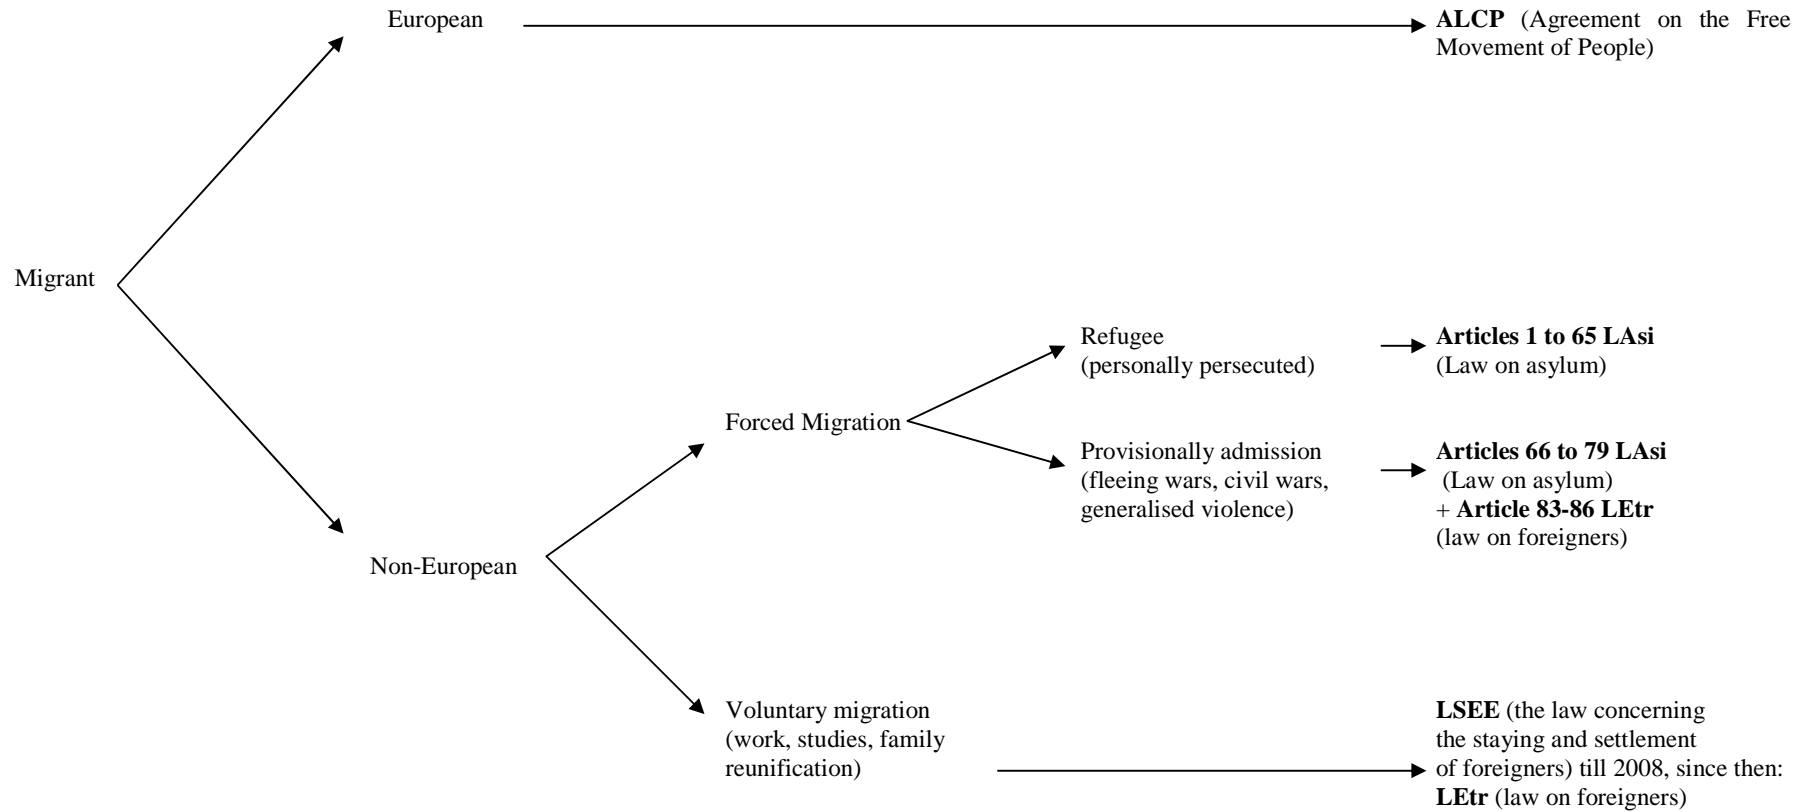 European
ALCP (Agreement on the Free
Movement of People)
Migrant
Refugee
(personally persecuted)
Articles 1 to 65 LAsi
(Law on asylum)
Forced Migration
Provisionally admission
(fleeing wars, civil wars,
generalised violence)
Articles 66 to 79 LAsi
(Law on asylum)
+ Article 83-86 LEtr
(law on foreigners)
Non-European
Voluntary migration
(work, studies, family
reunification)
LSEE (the law concerning
the staying and settlement
of foreigners) till 2008, since then:
LEtr (law on foreigners)